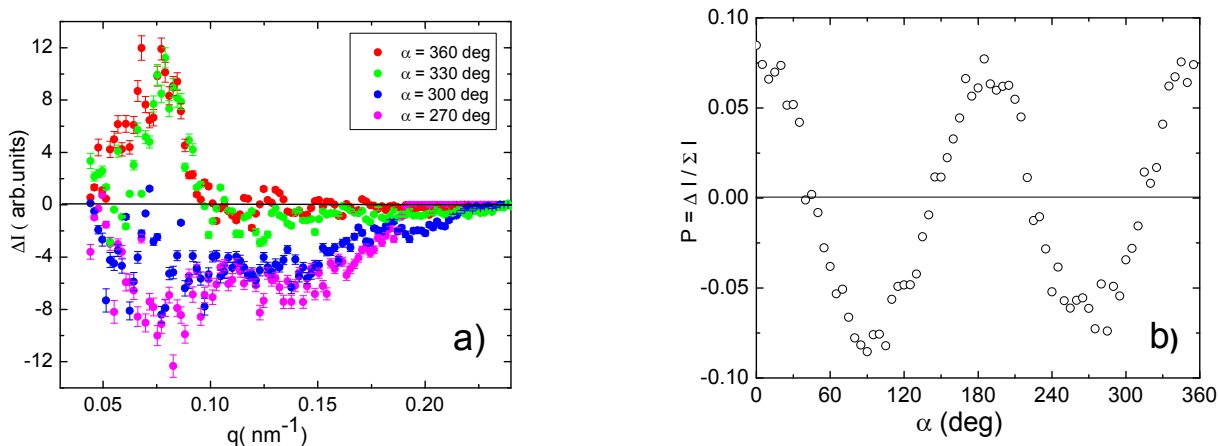 12
8
4
0
-4
-8
-12
ΔI ( arb.units)
α = 360 deg
α = 330 deg
α = 300 deg
α = 270 deg
a)
0.05 0.10 0.15 0.20
q( nm⁻¹)
0.10
0.05
0.00
-0.05
-0.10
P = Δ I / Σ I
b)
0 60 120 180 240 300 360
α (deg)